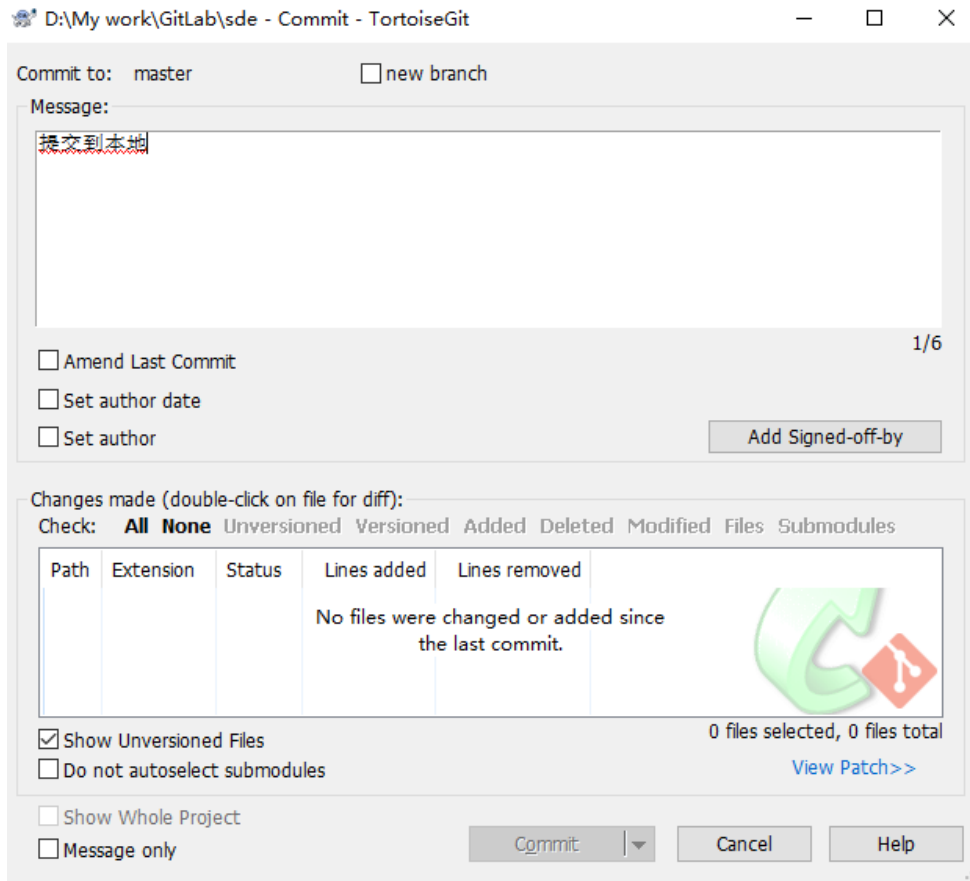 D:\My work\GitLab\sde - Commit - TortoiseGit
Commit to: master new branch
Message:
提交到本地
1/6
Amend Last Commit
Set author date
Set author
Add Signed-off-by
Changes made (double-click on file for diff):
Check: All None Unversioned Versioned Added Deleted Modified Files Submodules
Path Extension Status Lines added Lines removed
No files were changed or added since
the last commit.
0 files selected, 0 files total
Show Unversioned Files
Do not autoselect submodules
View Patch>>
Show Whole Project
Message only
Commit Cancel Help